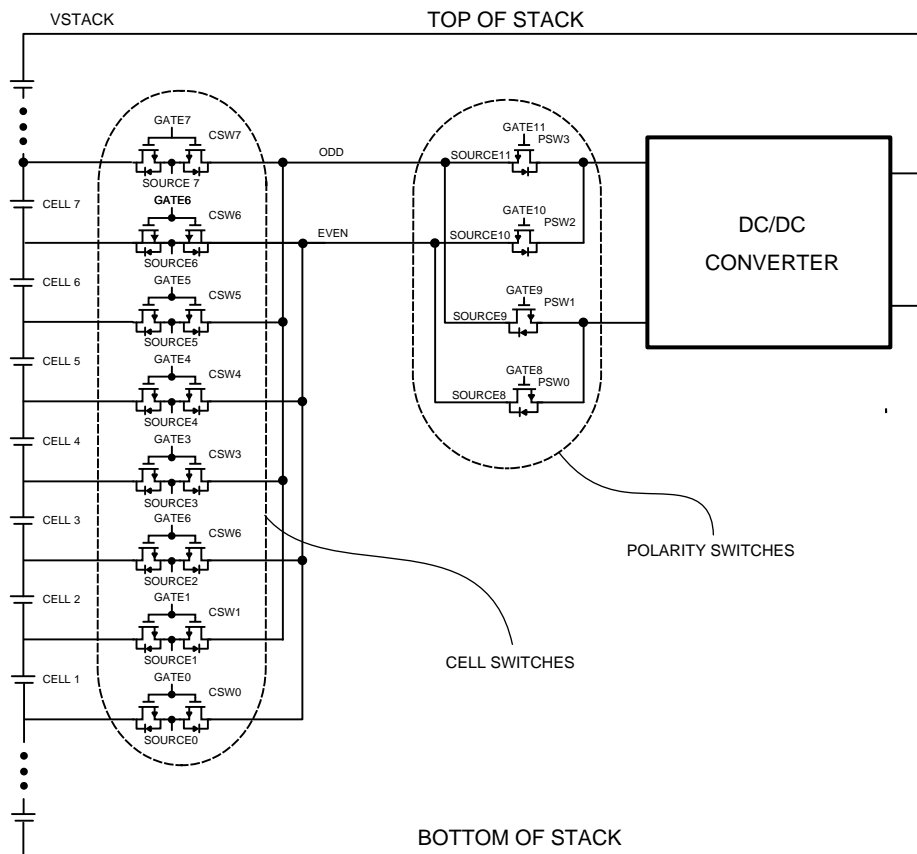 VSTACK
TOP OF STACK
GATE7
CSW7
SOURCE 7
CELL 7
GATE6
CSW6
SOURCE6
CELL 6
GATE5
CSW5
SOURCE5
CELL 5
GATE4
CSW4
SOURCE4
CELL 4
GATE3
CSW3
SOURCE3
CELL 3
GATE6
CSW6
SOURCE2
CELL 2
GATE1
CSW1
SOURCE1
CELL 1
GATE0
CSW0
SOURCE0
ODD
EVEN
GATE11
PSW3
SOURCE11
GATE10
PSW2
SOURCE10
GATE9
PSW1
SOURCE9
GATE8
PSW0
SOURCE8
DC/DC
CONVERTER
POLARITY SWITCHES
CELL SWITCHES
BOTTOM OF STACK